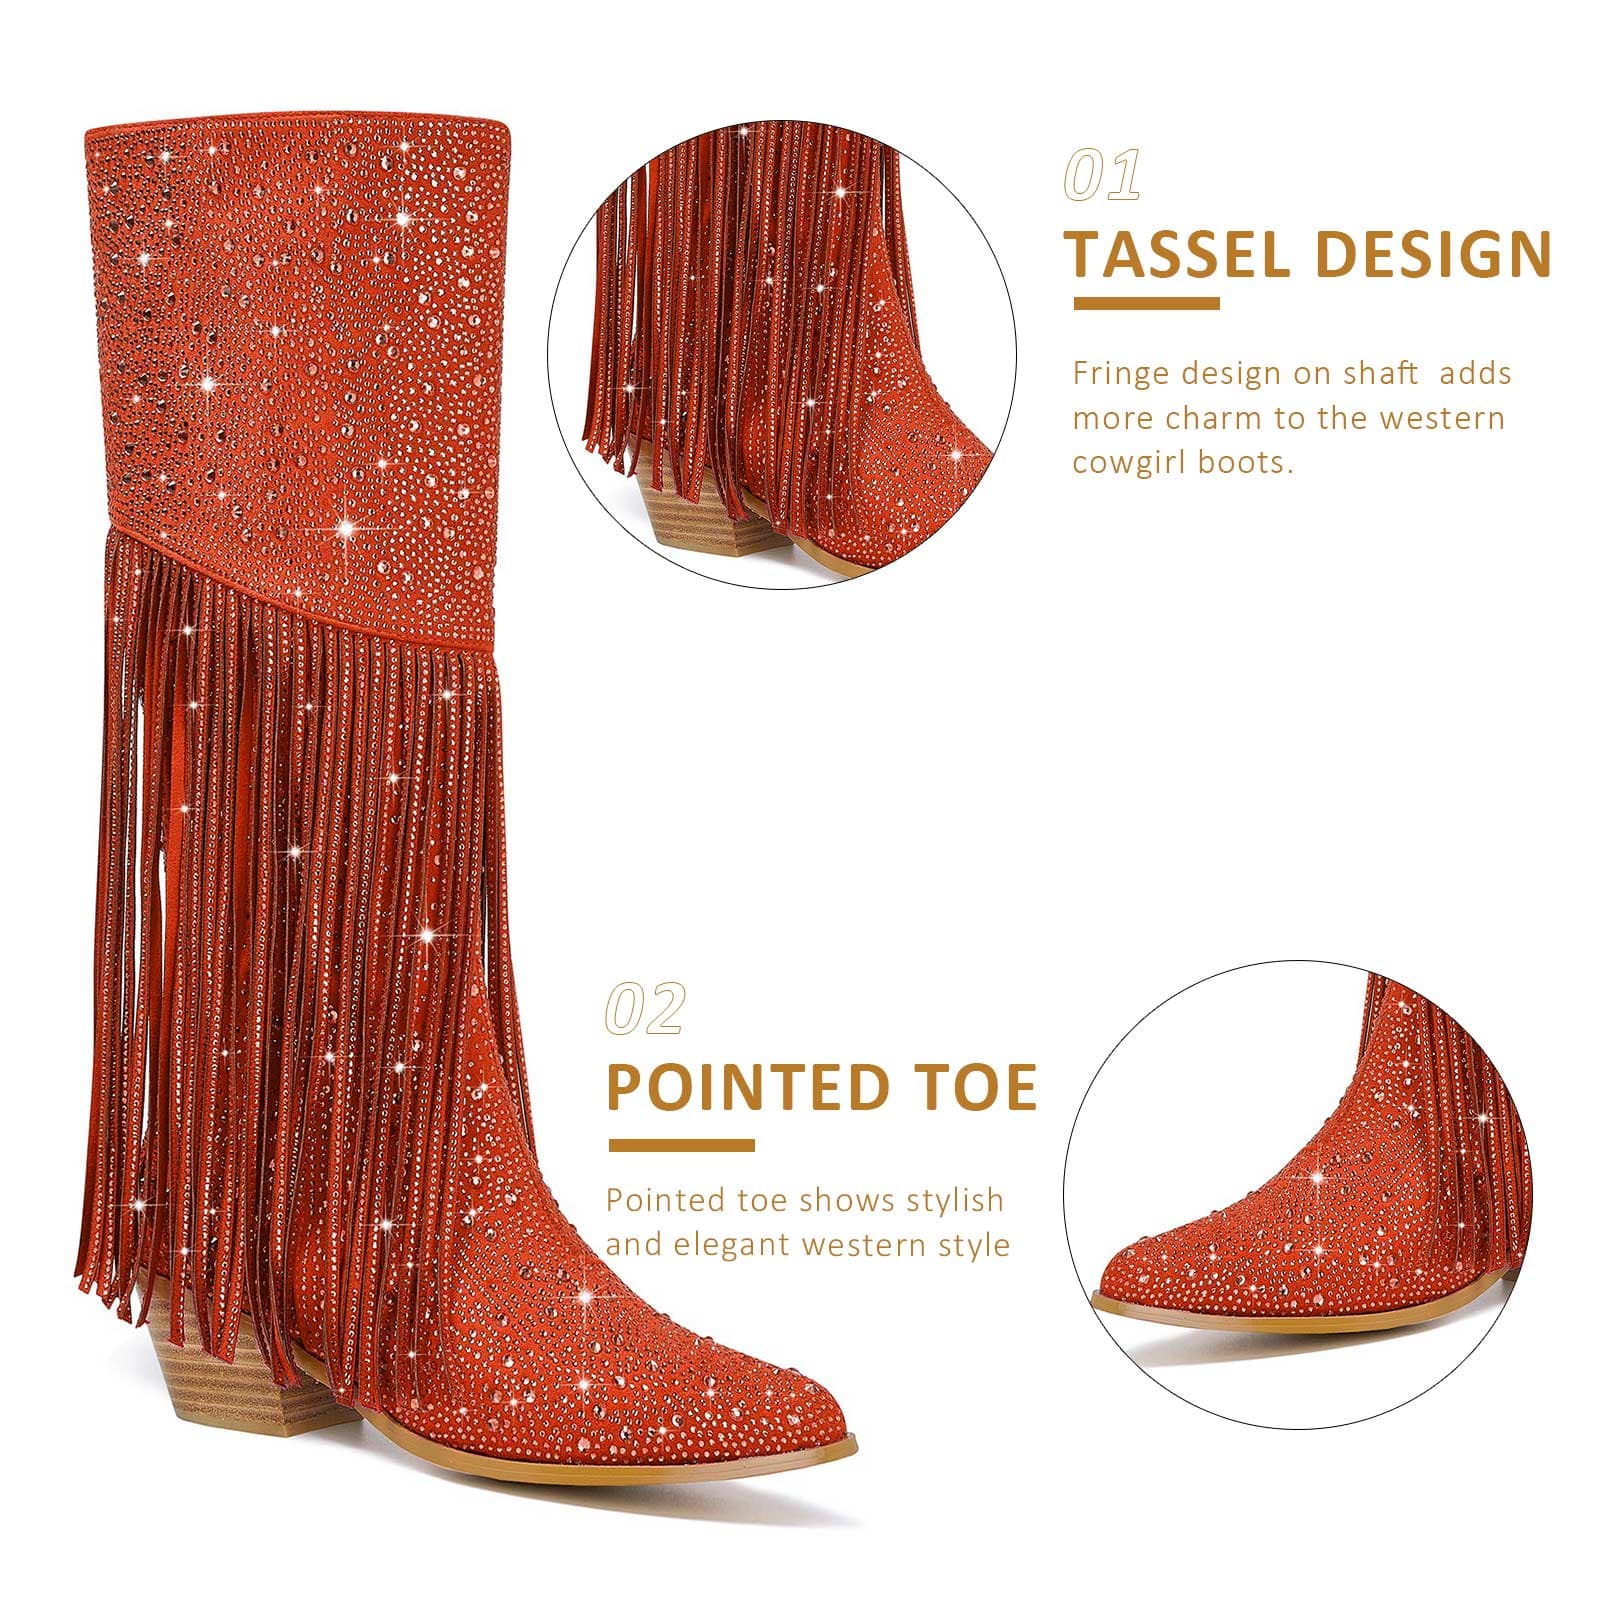 01
TASSEL DESIGN
Fringe design on shaft adds
more charm to the western
cowgirl boots.
02
POINTED TOE
Pointed toe shows stylish
and elegant western style